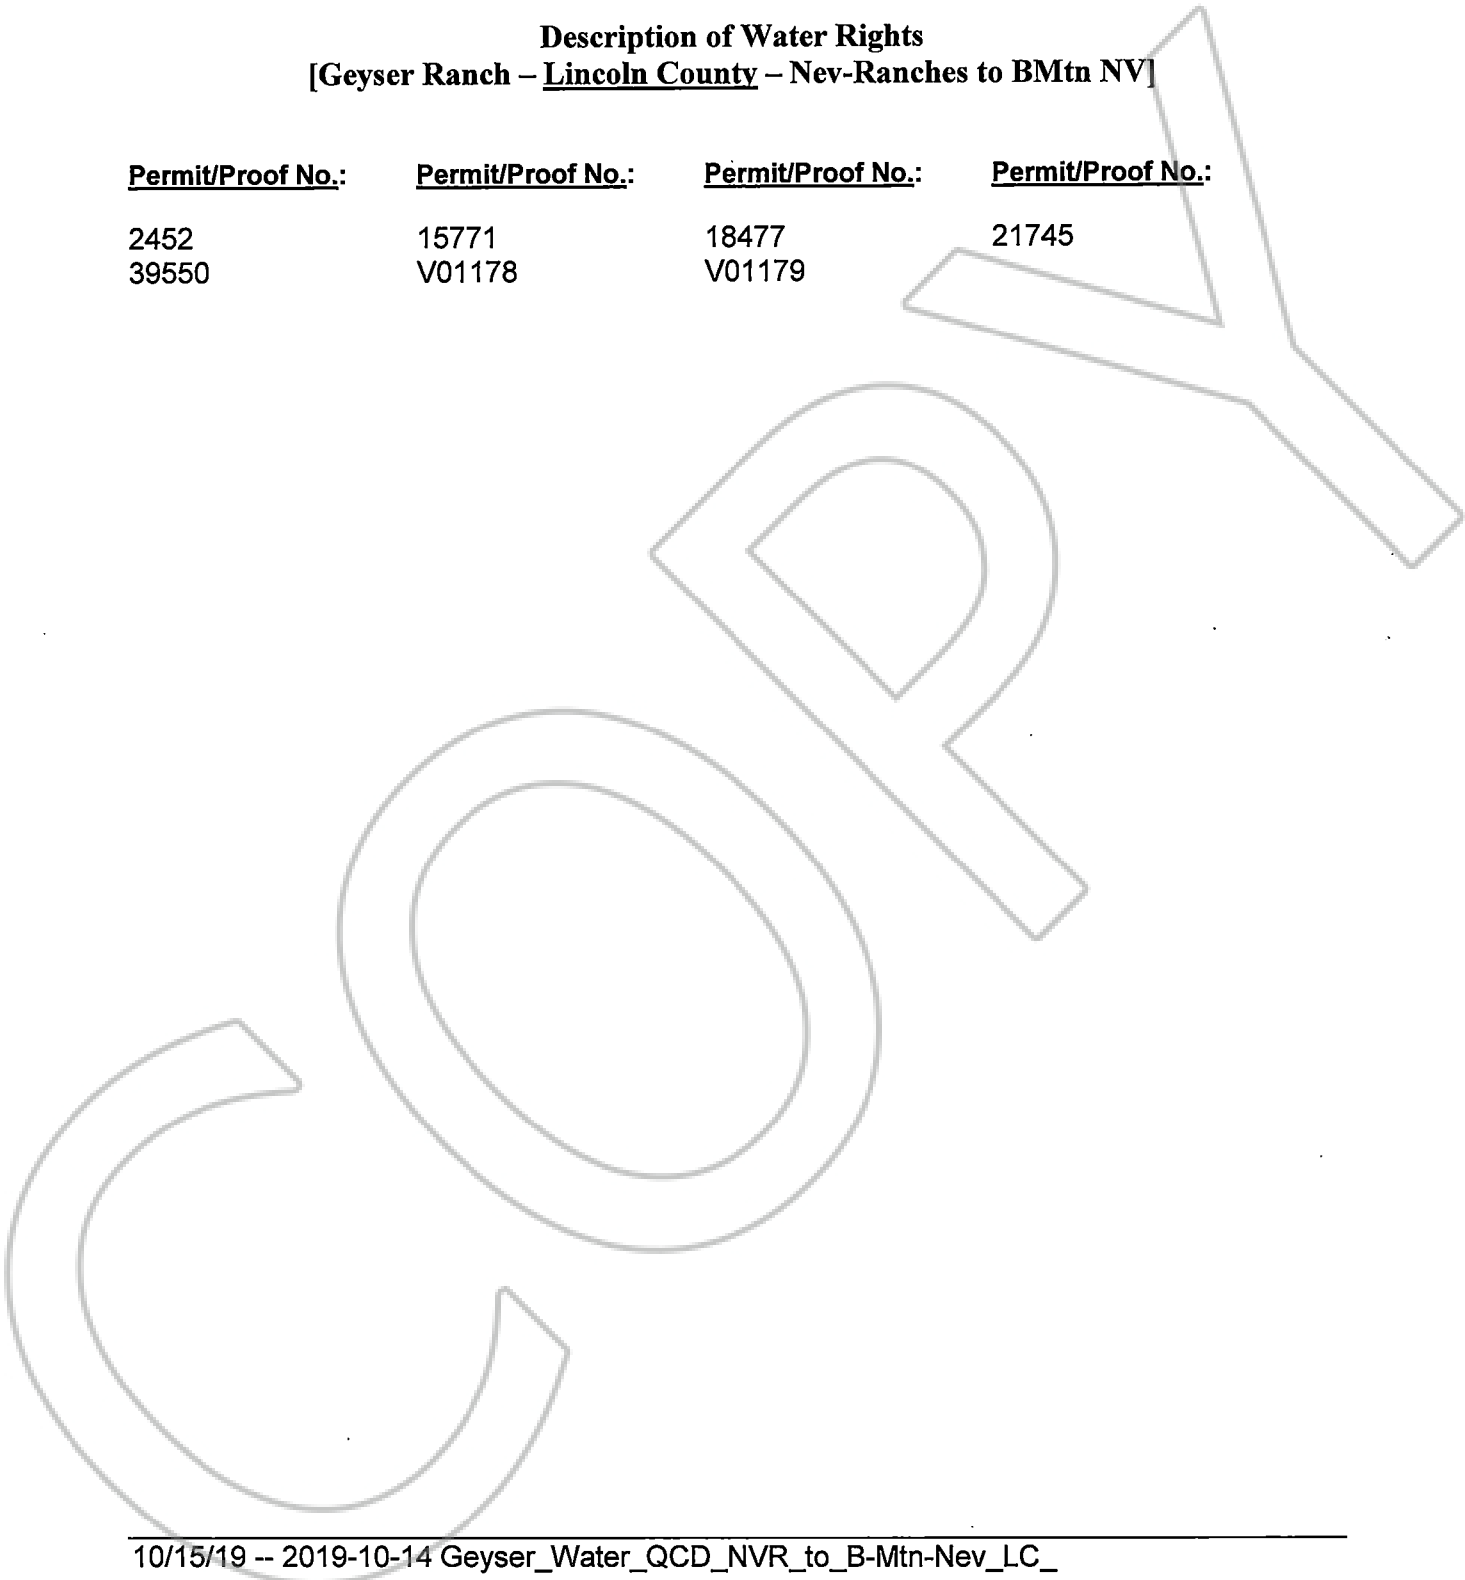 Description of Water Rights
[Geyser Ranch – Lincoln County – Nev-Ranches to BMtn NV]
Permit/Proof No.: Permit/Proof No.: Permit/Proof No.: Permit/Proof No.:
2452 15771 18477 21745
39550 V01178 V01179
COPY
10/15/19 -- 2019-10-14 Geyser_Water_QCD_NVR_to_B-Mtn-Nev_LC_